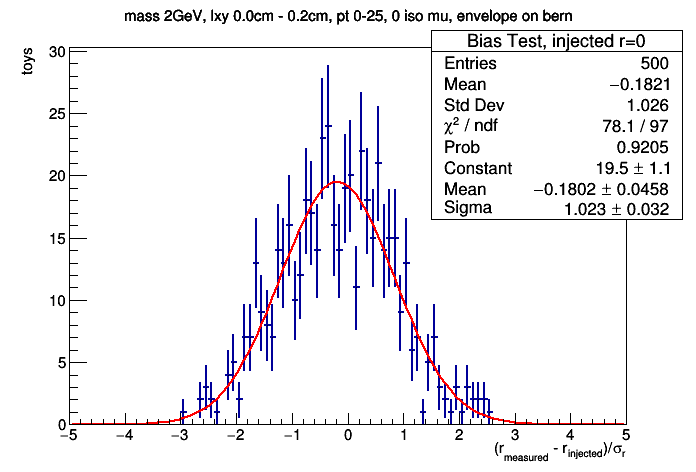 mass 2GeV, lxy 0.0cm - 0.2cm, pt 0-25, 0 iso mu, envelope on bern
Bias Test, injected r=0
Entries 500
Mean −0.1821
Std Dev 1.026
χ² / ndf 78.1 / 97
Prob 0.9205
Constant 19.5 ± 1.1
Mean −0.1802 ± 0.0458
Sigma 1.023 ± 0.032
toys
30
25
20
15
10
5
0
−5 −4 −3 −2 −1 0 1 2 3 4 5
(r_measured - r_injected)/σ_r